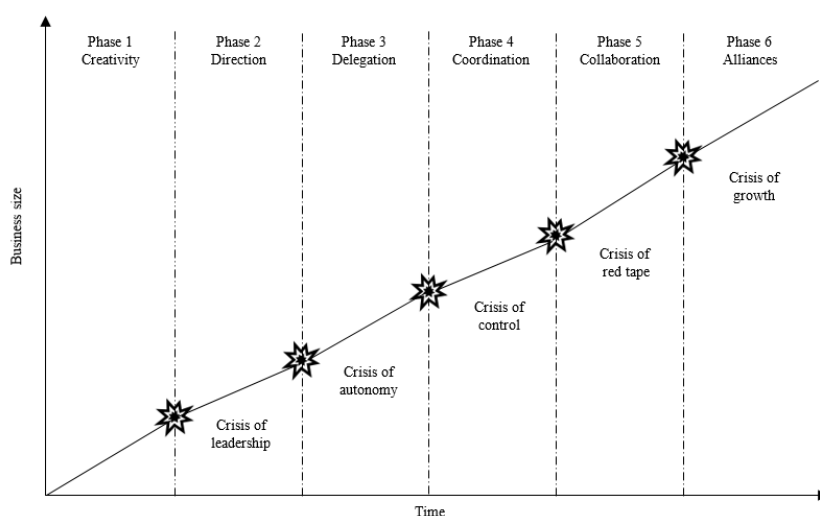 Phase 1
Creativity
Phase 2
Direction
Phase 3
Delegation
Phase 4
Coordination
Phase 5
Collaboration
Phase 6
Alliances
Business size
Crisis of
growth
Crisis of
red tape
Crisis of
control
Crisis of
autonomy
Crisis of
leadership
Time